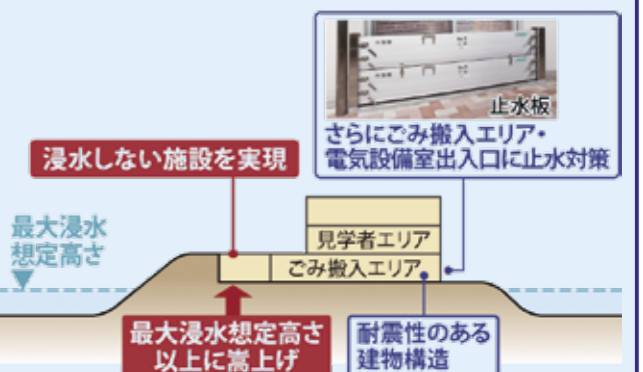 止水板
さらにごみ搬入エリア・
電気設備室出入口に止水対策
浸水しない施設を実現
最大浸水
想定高さ
見学者エリア
ごみ搬入エリア
最大浸水想定高さ
以上に嵩上げ
耐震性のある
建物構造